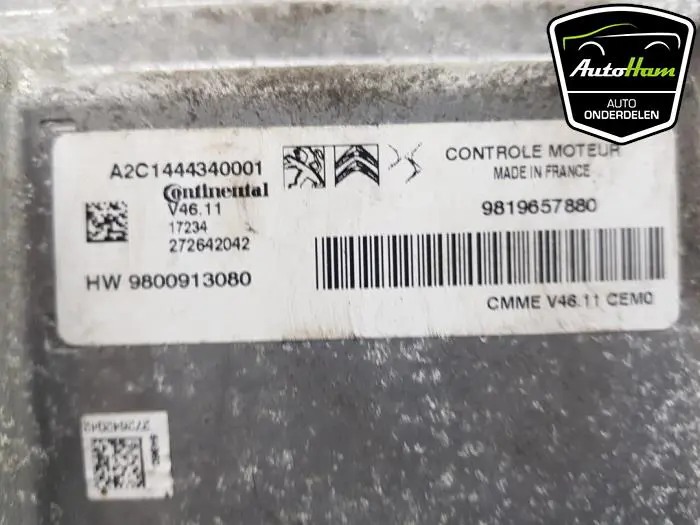 AutoHam
AUTO
ONDERDELEN
A2C1444340001
Continental
V46.11
17234
272642042
HW 9800913080
CONTROLE MOTEUR
MADE IN FRANCE
9819657880
CMME V46.11 CEM0
272642042